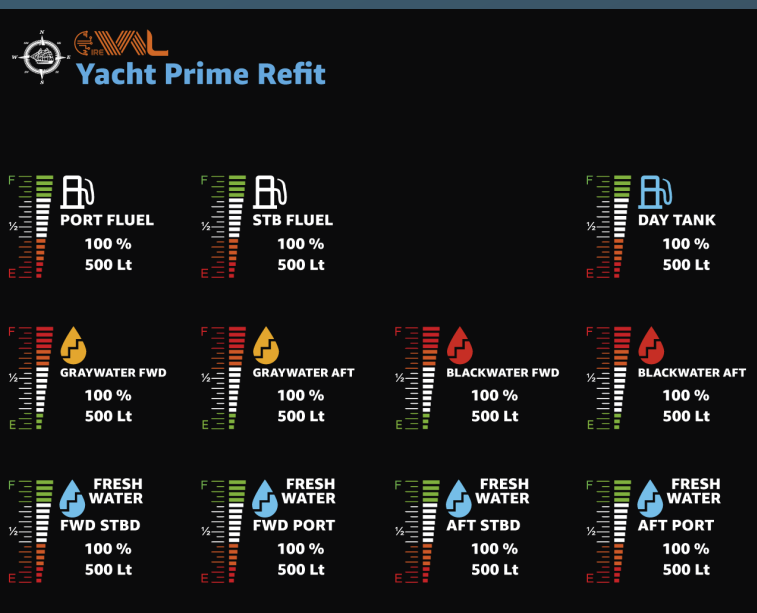 N
W E
S
FIRE
Yacht Prime Refit
F
½
E
PORT FLUEL
100 %
500 Lt
F
½
E
STB FLUEL
100 %
500 Lt
F
½
E
DAY TANK
100 %
500 Lt
F
½
E
GRAYWATER FWD
100 %
500 Lt
F
½
E
GRAYWATER AFT
100 %
500 Lt
F
½
E
BLACKWATER FWD
100 %
500 Lt
F
½
E
BLACKWATER AFT
100 %
500 Lt
F
½
E
FRESH
WATER
FWD STBD
100 %
500 Lt
F
½
E
FRESH
WATER
FWD PORT
100 %
500 Lt
F
½
E
FRESH
WATER
AFT STBD
100 %
500 Lt
F
½
E
FRESH
WATER
AFT PORT
100 %
500 Lt